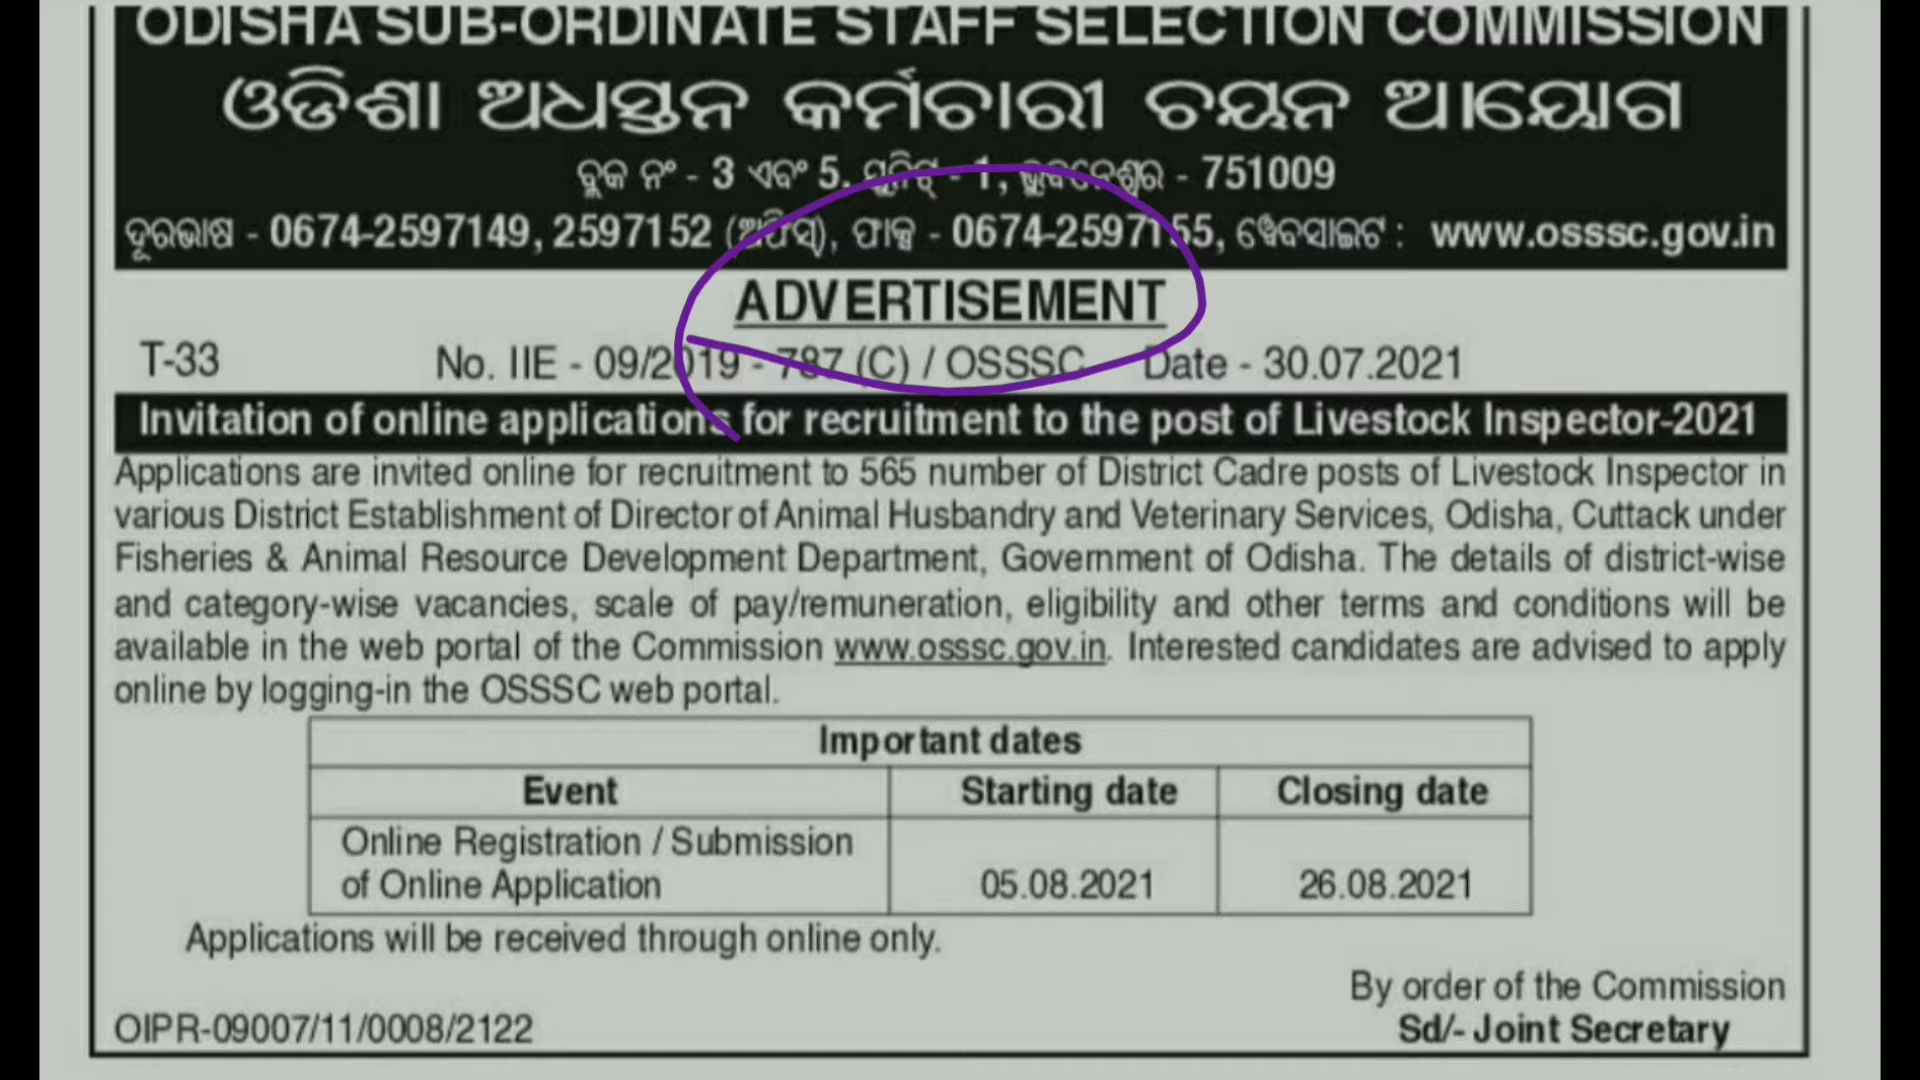 ODISHA SUB-ORDINATE STAFF SELECTION COMMISSION
ଓଡିଶା ଅଧସ୍ତନ କର୍ମଚାରୀ ଚୟନ ଆୟୋଗ
ବ୍ଲକ ନଂ - 3 ଏବଂ 5, ୟୁନିଟ୍ - 1, ଭୁବନେଶ୍ୱର - 751009
ଦୂରଭାଷ - 0674-2597149, 2597152 (ଅଫିସ୍), ଫାକ୍ସ - 0674-2597155, ୱେବସାଇଟ : www.osssc.gov.in
ADVERTISEMENT
T-33 No. IIE - 09/2019 - 787 (C) / OSSSC Date - 30.07.2021
Invitation of online applications for recruitment to the post of Livestock Inspector-2021
Applications are invited online for recruitment to 565 number of District Cadre posts of Livestock Inspector in
various District Establishment of Director of Animal Husbandry and Veterinary Services, Odisha, Cuttack under
Fisheries & Animal Resource Development Department, Government of Odisha. The details of district-wise
and category-wise vacancies, scale of pay/remuneration, eligibility and other terms and conditions will be
available in the web portal of the Commission www.osssc.gov.in. Interested candidates are advised to apply
online by logging-in the OSSSC web portal.
Important dates
Event Starting date Closing date
Online Registration / Submission
of Online Application 05.08.2021 26.08.2021
Applications will be received through online only.
By order of the Commission
OIPR-09007/11/0008/2122 Sd/- Joint Secretary